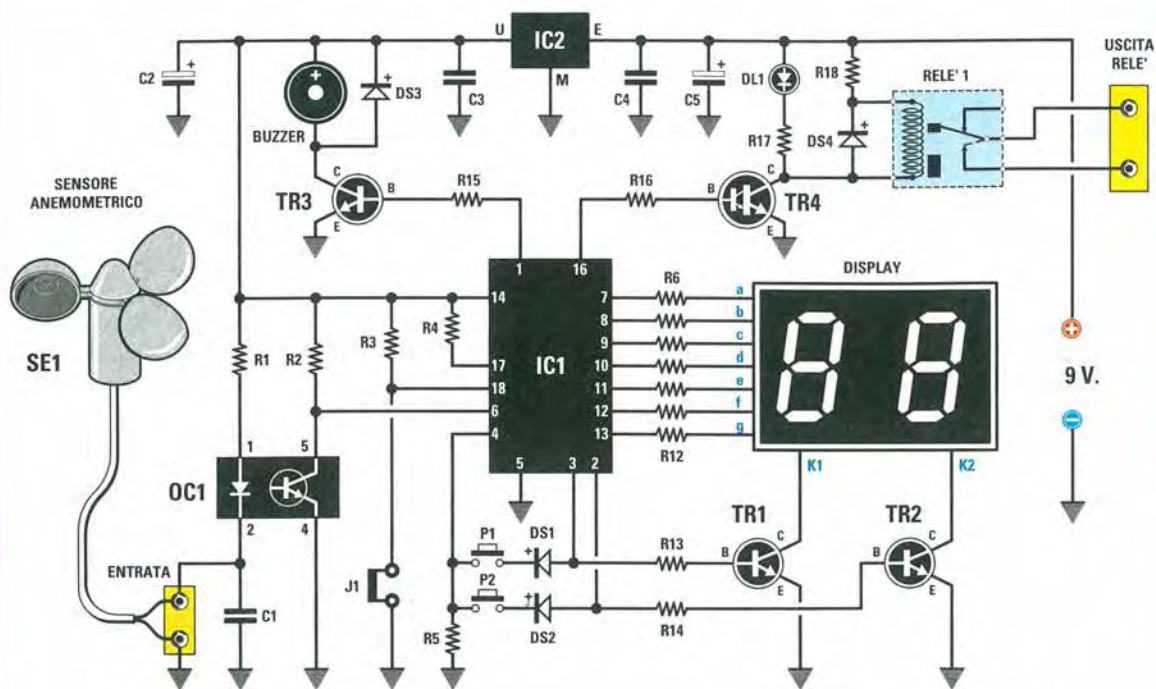 U
IC2
E
M
C2
+
+
BUZZER
+
DS3
C3
C4
C5
+
DL1
R17
R18
DS4
+
RELE' 1
USCITA
RELE'
SENSORE
ANEMOMETRICO
SE1
TR3
C
B
E
R15
R16
B
C
E
TR4
1
16
14
17
18
6
4
5
3
2
IC1
7
8
9
10
11
12
13
R6
R12
a
b
c
d
e
f
g
DISPLAY
K1
K2
9 V.
+
−
R1
R2
R3
R4
1
5
OC1
2
4
ENTRATA
C1
J1
R5
P1
DS1
+
P2
DS2
+
R13
R14
TR1
B
C
E
TR2
B
C
E